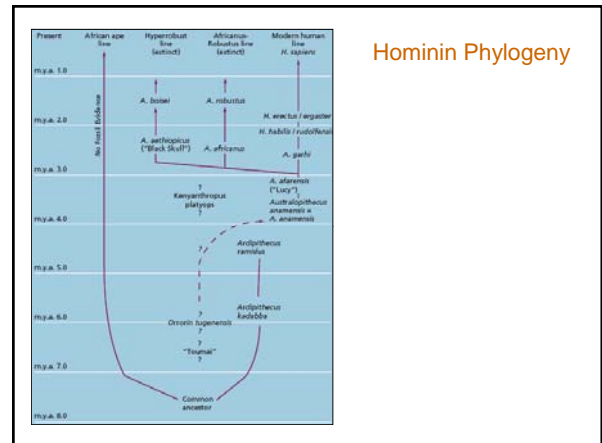 Hominin Phylogeny
Present
African ape
line
Hyperrobust
line
(extinct)
Africanus-
Robustus line
(extinct)
Modern human
line
H. sapiens
m.y.a. 1.0
A. boisei
A. robustus
No Fossil Evidence
H. erectus / ergaster
m.y.a. 2.0
H. habilis / rudolfensis
A. aethiopicus
("Black Skull")
A. africanus
A. garhi
m.y.a. 3.0
A. afarensis
("Lucy")
?
Kenyanthropus
platyops
?
Australopithecus
anamensis =
A. anamensis
m.y.a. 4.0
?
Ardipithecus
ramidus
m.y.a. 5.0
Ardipithecus
kadabba
?
m.y.a. 6.0
Orrorin tugenensis
?
"Toumai"
?
m.y.a. 7.0
Common
ancestor
m.y.a. 8.0